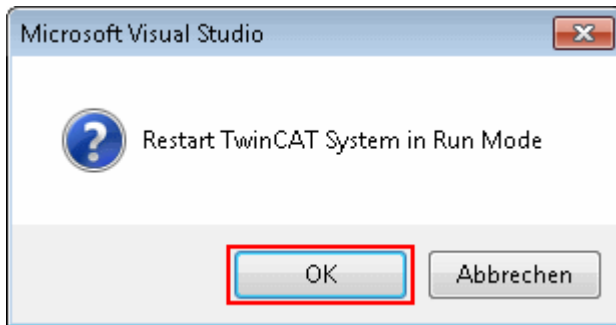 Microsoft Visual Studio
Restart TwinCAT System in Run Mode
OK Abbrechen